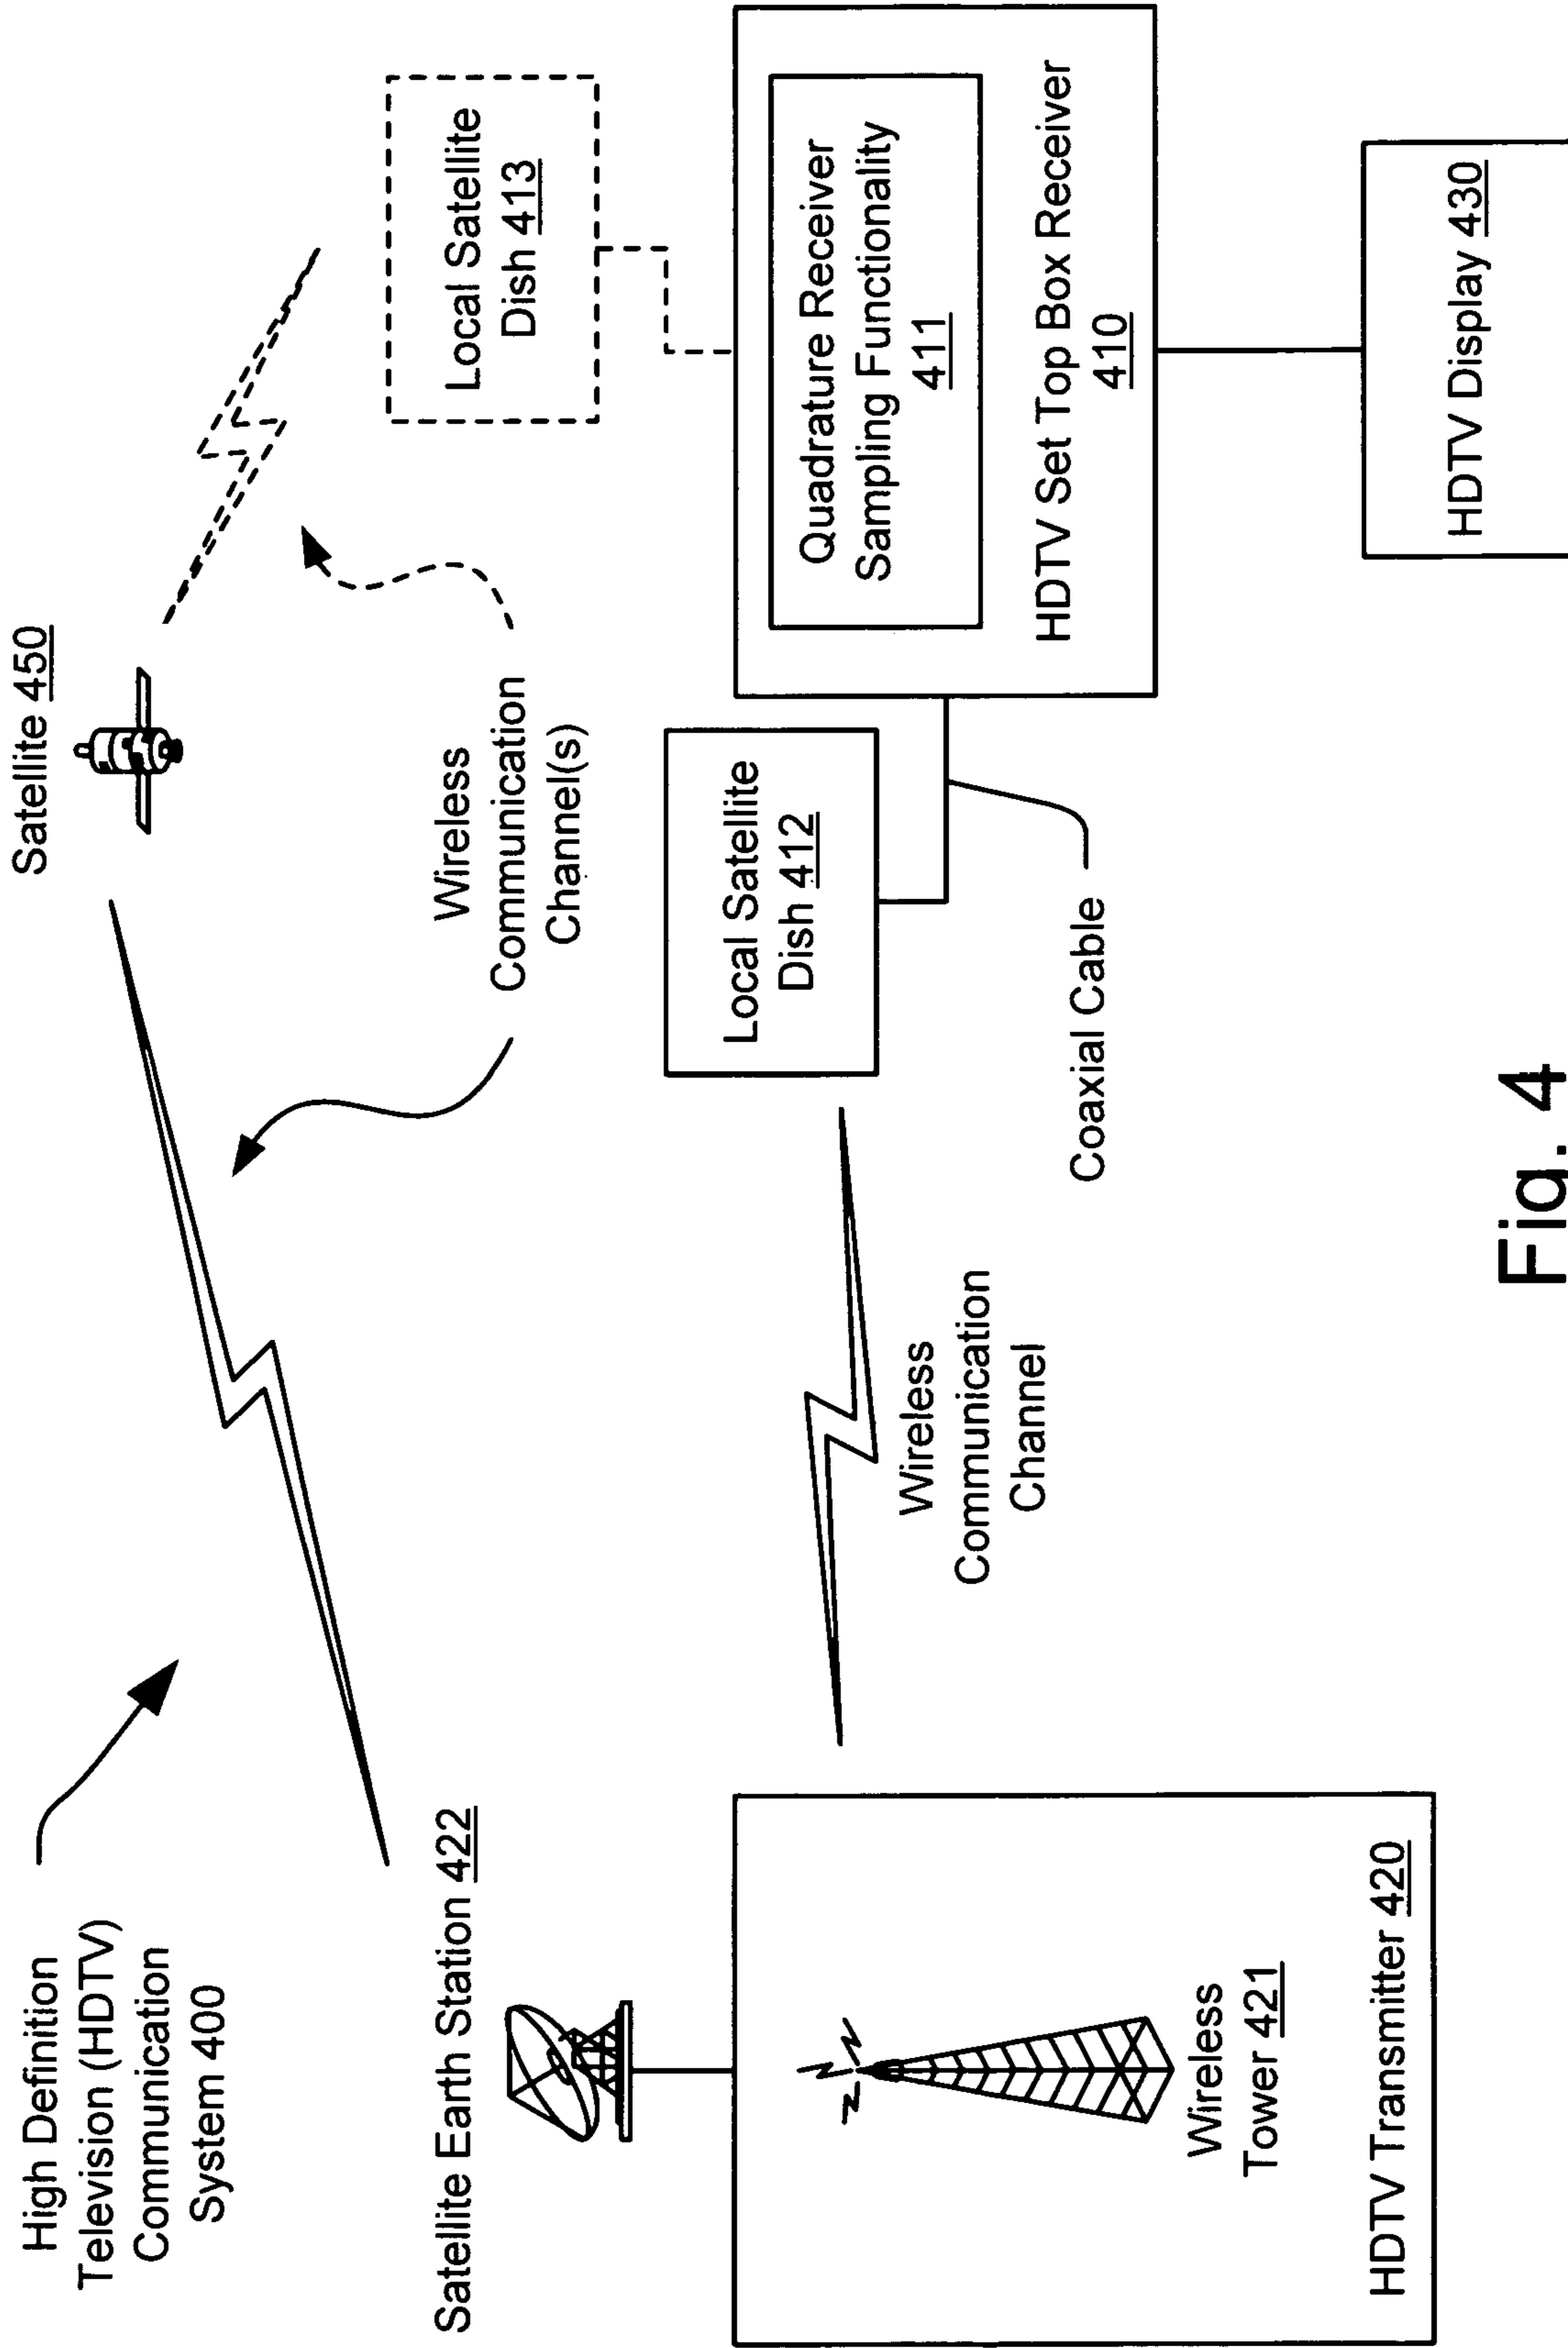 High Definition
Television (HDTV)
Communication
System 400
Satellite 450
Satellite Earth Station 422
Wireless
Communication
Channel(s)
Local Satellite
Dish 413
Wireless
Tower 421
HDTV Transmitter 420
Wireless
Communication
Channel
Local Satellite
Dish 412
Coaxial Cable
Quadrature Receiver
Sampling Functionality
411
HDTV Set Top Box Receiver
410
HDTV Display 430
Fig. 4